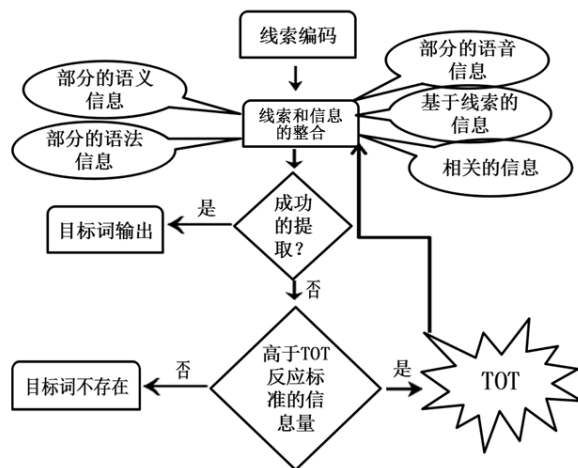 线索编码
部分的语义
信息
部分的语音
信息
线索和信息
的整合
基于线索的
信息
部分的语法
信息
相关的信息
成功
的提
取？
是
目标词输出
否
高于TOT
反应标
准的信
息量
否
目标词不存在
是
TOT